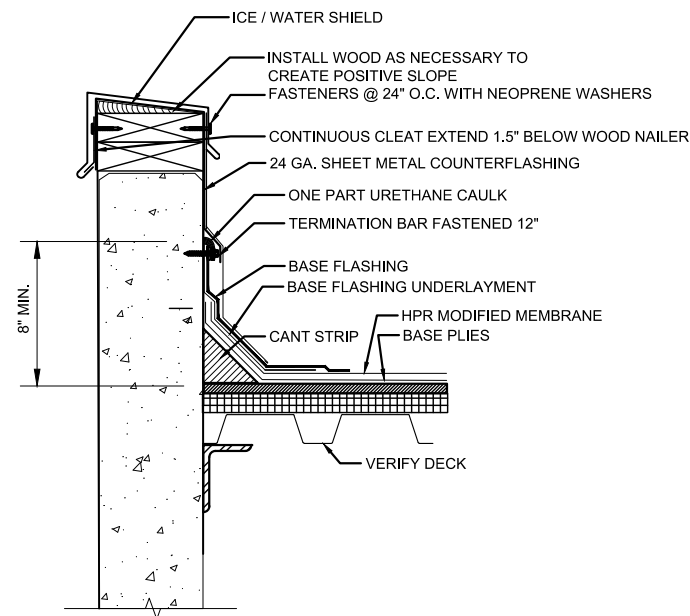 ICE / WATER SHIELD
INSTALL WOOD AS NECESSARY TO
CREATE POSITIVE SLOPE
FASTENERS @ 24" O.C. WITH NEOPRENE WASHERS
CONTINUOUS CLEAT EXTEND 1.5" BELOW WOOD NAILER
24 GA. SHEET METAL COUNTERFLASHING
ONE PART URETHANE CAULK
TERMINATION BAR FASTENED 12"
BASE FLASHING
BASE FLASHING UNDERLAYMENT
8" MIN.
HPR MODIFIED MEMBRANE
CANT STRIP
BASE PLIES
VERIFY DECK